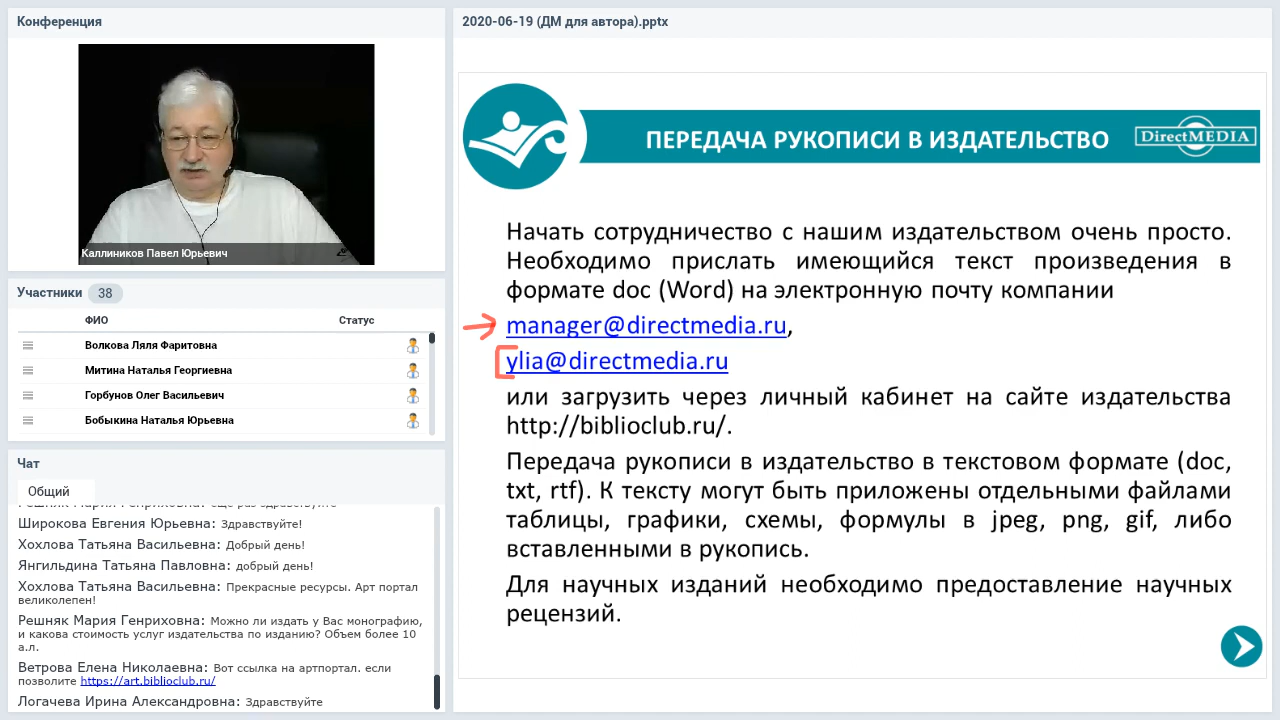 Конференция
Каллиников Павел Юрьевич
Участники 38
ФИО Статус
Волкова Ляля Фаритовна
Митина Наталья Георгиевна
Горбунов Олег Васильевич
Бобыкина Наталья Юрьевна
Чат
Общий
Широкова Евгения Юрьевна: Здравствуйте!
Хохлова Татьяна Васильевна: Добрый день!
Янгильдина Татьяна Павловна: добрый день!
Хохлова Татьяна Васильевна: Прекрасные ресурсы. Арт портал
великолепен!
Решняк Мария Генриховна: Можно ли издать у Вас монографию,
и какова стоимость услуг издательства по изданию? Объем более 10
а.л.
Ветрова Елена Николаевна: Вот ссылка на артпортал. если
позволите https://art.biblioclub.ru/
Логачева Ирина Александровна: Здравствуйте
2020-06-19 (ДМ для автора).pptx
ПЕРЕДАЧА РУКОПИСИ В ИЗДАТЕЛЬСТВО
DirectMEDIA
Начать сотрудничество с нашим издательством очень просто.
Необходимо прислать имеющийся текст произведения в
формате doc (Word) на электронную почту компании
manager@directmedia.ru,
ylia@directmedia.ru
или загрузить через личный кабинет на сайте издательства
http://biblioclub.ru/.
Передача рукописи в издательство в текстовом формате (doc,
txt, rtf). К тексту могут быть приложены отдельными файлами
таблицы, графики, схемы, формулы в jpeg, png, gif, либо
вставленными в рукопись.
Для научных изданий необходимо предоставление научных
рецензий.